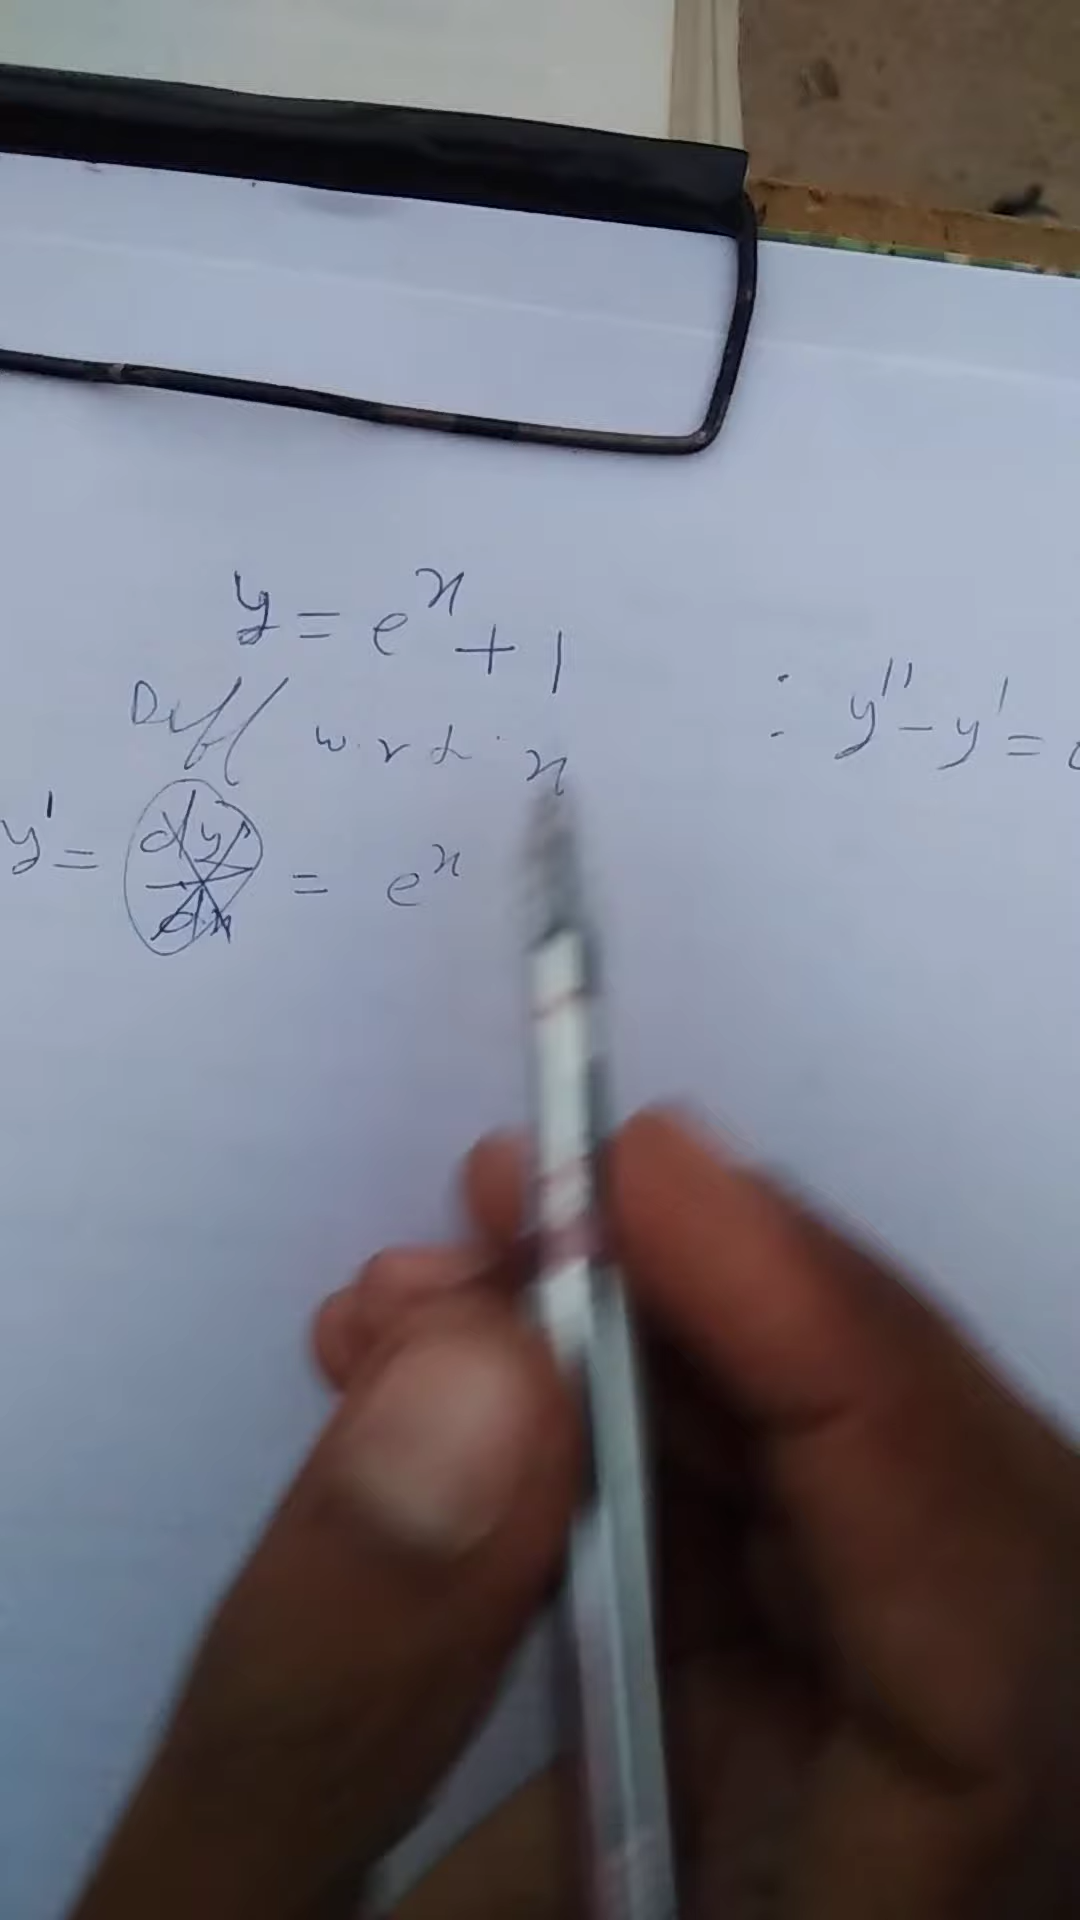 y = e^x + 1 : y'' - y' =
Diff w.r.t. x
y' = dy/dx = e^x